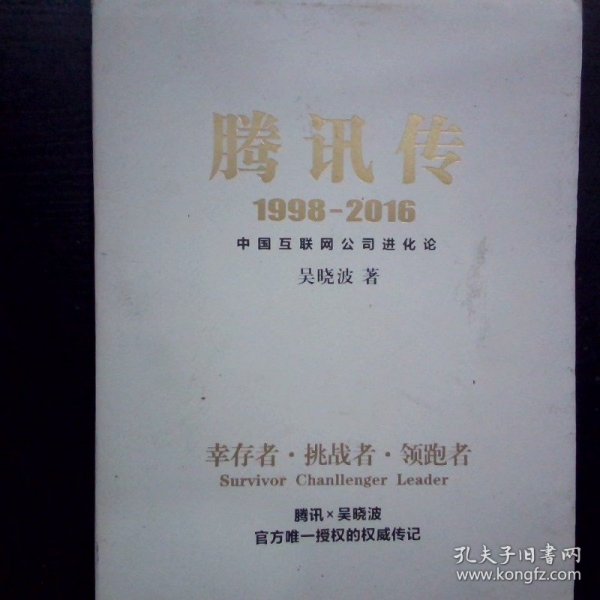 腾讯传
1998-2016
中国互联网公司进化论
吴晓波 著
幸存者·挑战者·领跑者
Survivor Chanllenger Leader
腾讯×吴晓波
官方唯一授权的权威传记
孔夫子旧书网
www.kongfz.com